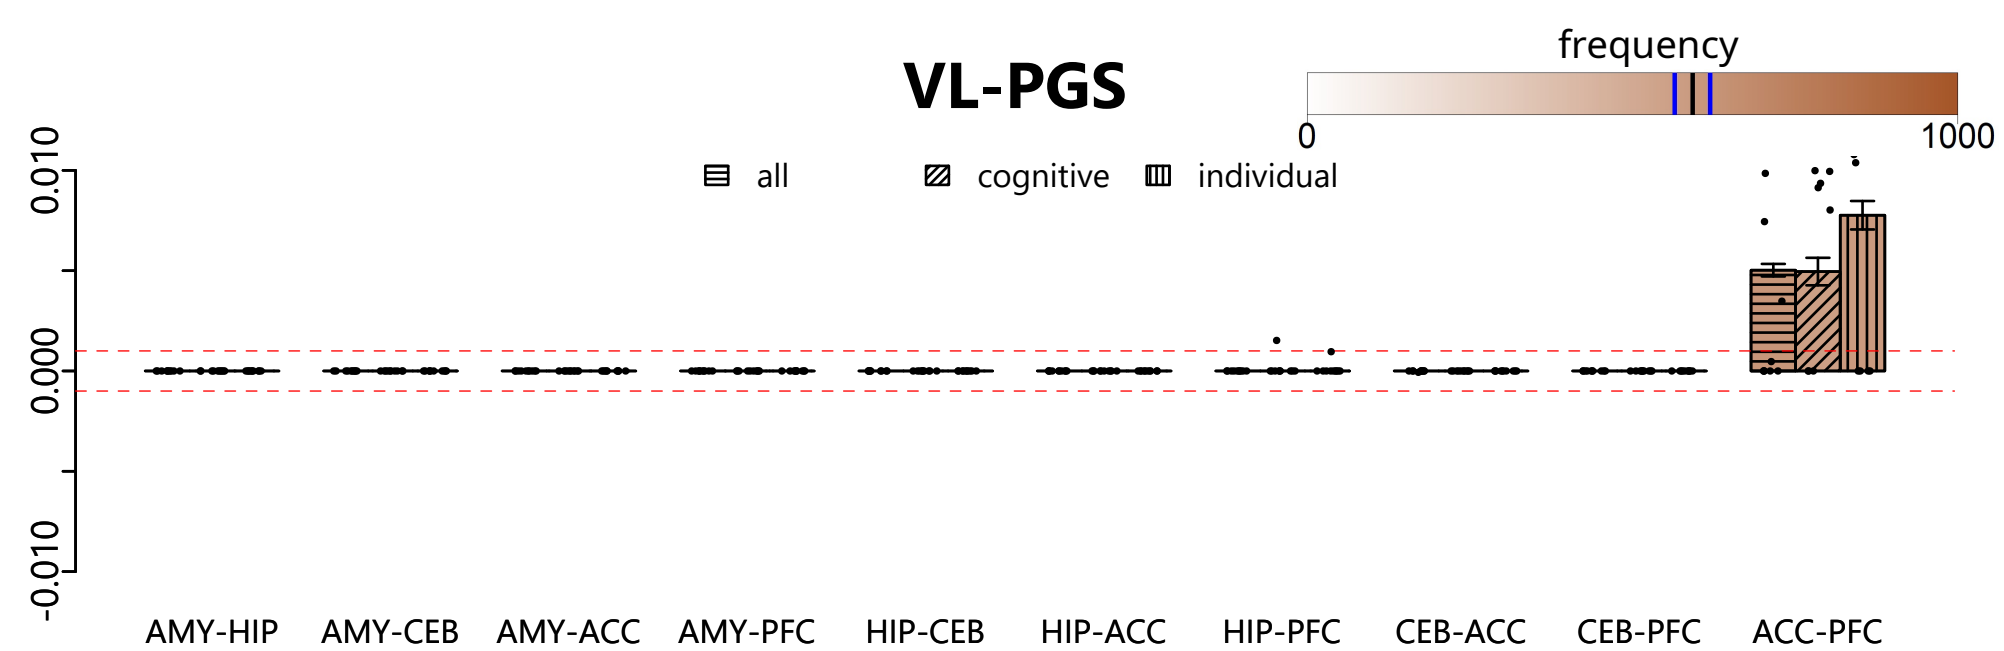 frequency
VL-PGS
0 1000
all cognitive individual
0.010
0.000
-0.010
AMY-HIP AMY-CEB AMY-ACC AMY-PFC HIP-CEB HIP-ACC HIP-PFC CEB-ACC CEB-PFC ACC-PFC